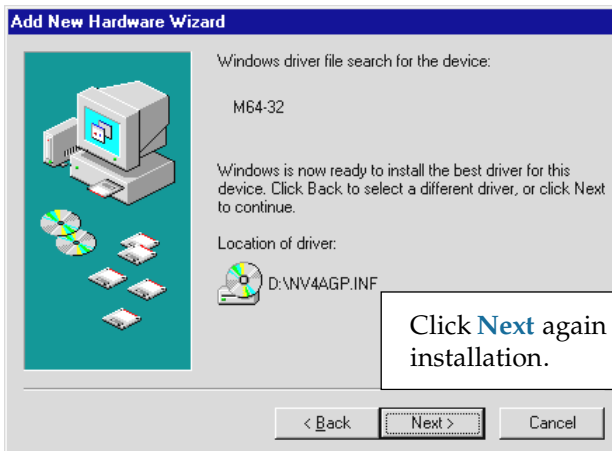 Add New Hardware Wizard
Windows driver file search for the device:
M64-32
Windows is now ready to install the best driver for this
device. Click Back to select a different driver, or click Next
to continue.
Location of driver:
D:\NV4AGP.INF
Click Next again
installation.
< Back
Next >
Cancel